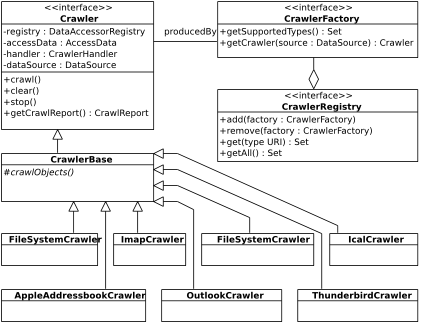 <<interface>>
Crawler
-registry : DataAccessorRegistry
-accessData : AccessData
-handler : CrawlerHandler
-dataSource : DataSource
+crawl()
+clear()
+stop()
+getCrawlReport() : CrawlReport
producedBy
<<interface>>
CrawlerFactory
+getSupportedTypes() : Set
+getCrawler(source : DataSource) : Crawler
<<interface>>
CrawlerRegistry
+add(factory : CrawlerFactory)
+remove(factory : CrawlerFactory)
+get(type URI) : Set
+getAll() : Set
CrawlerBase
#crawlObjects()
FileSystemCrawler
ImapCrawler
FileSystemCrawler
IcalCrawler
AppleAddressbookCrawler
OutlookCrawler
ThunderbirdCrawler